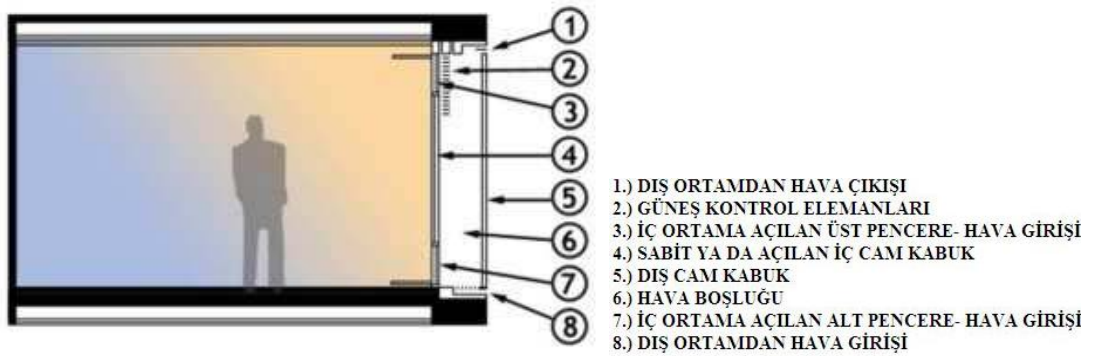 1
2
3
4
5
6
7
8
1.) DIŞ ORTAMDAN HAVA ÇIKIŞI
2.) GÜNEŞ KONTROL ELEMANLARI
3.) İÇ ORTAMA AÇILAN ÜST PENCERE- HAVA GİRİŞİ
4.) SABİT YA DA AÇILAN İÇ CAM KABUK
5.) DIŞ CAM KABUK
6.) HAVA BOŞLUĞU
7.) İÇ ORTAMA AÇILAN ALT PENCERE- HAVA GİRİŞİ
8.) DIŞ ORTAMDAN HAVA GİRİŞİ